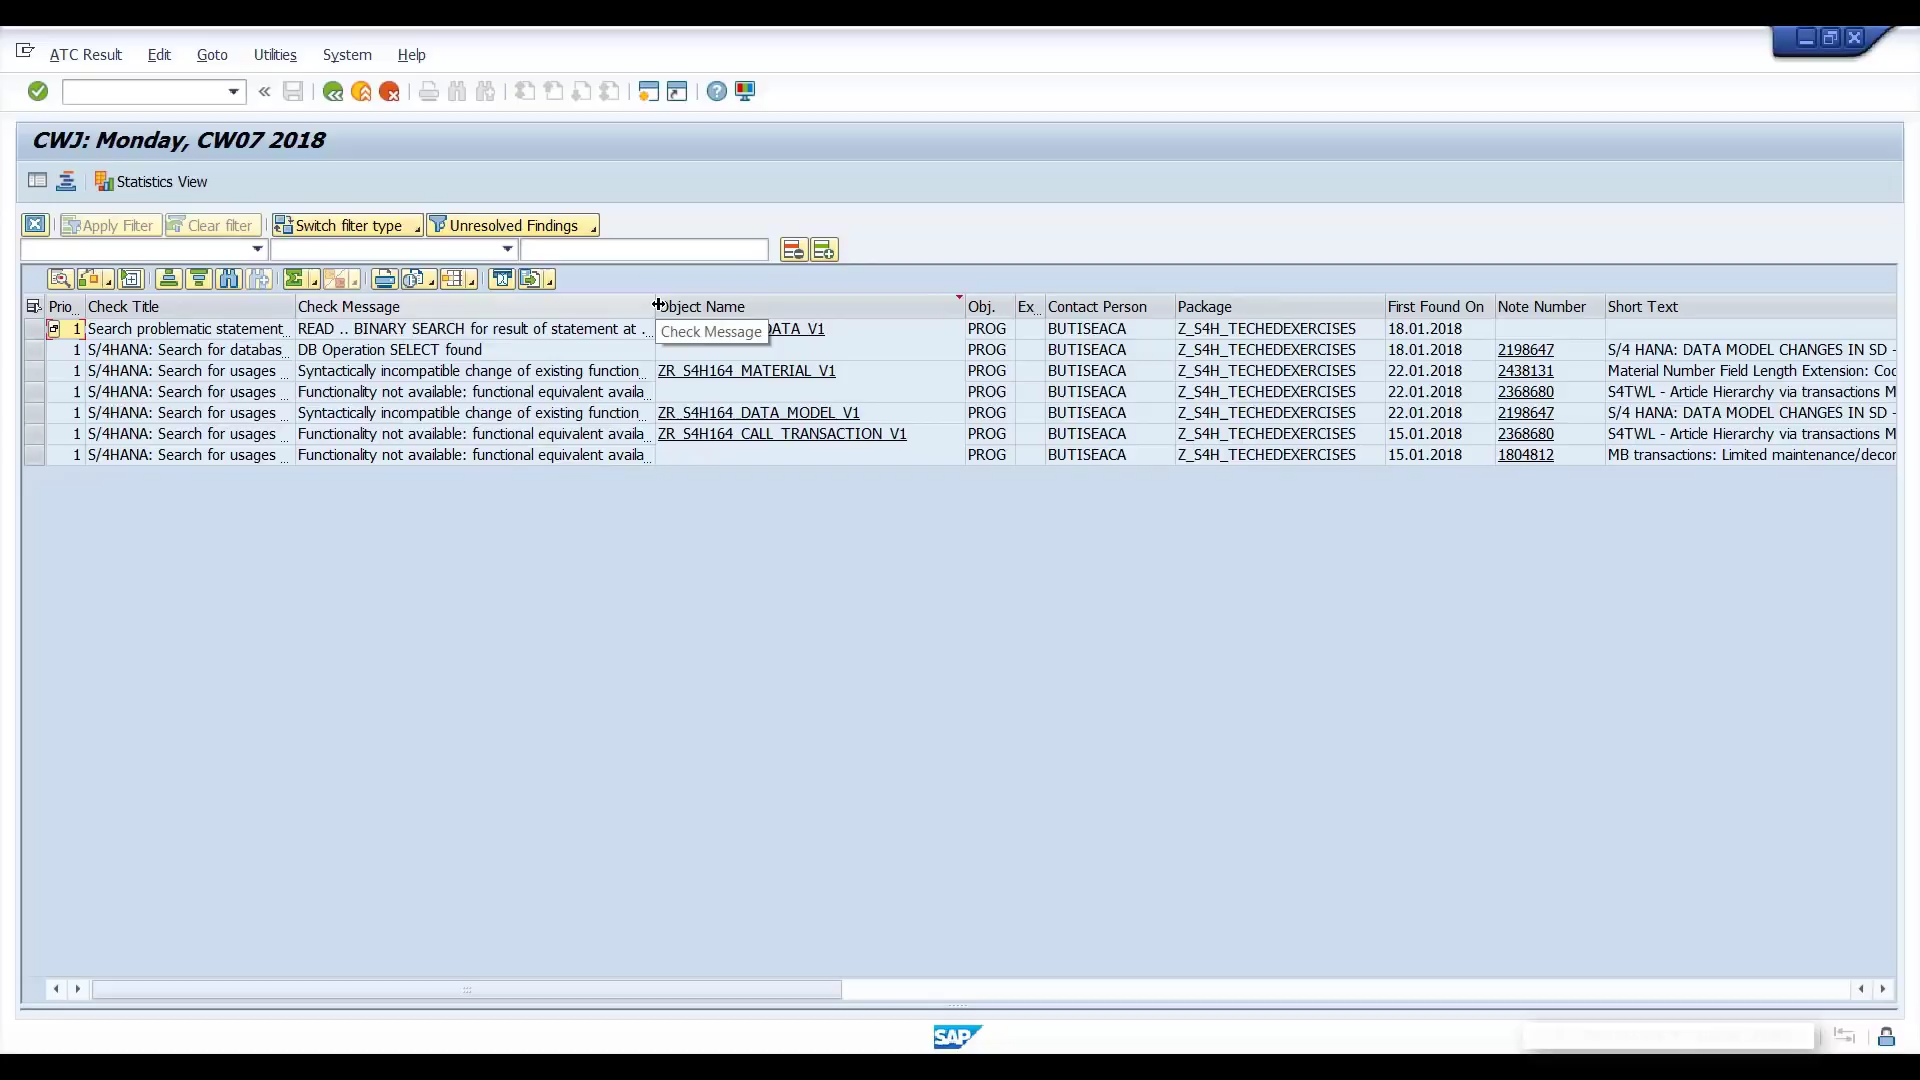 ATC Result Edit Goto Utilities System Help
CWJ: Monday, CW07 2018
Statistics View
Apply Filter Clear filter Switch filter type Unresolved Findings
Prio... Check Title Check Message Object Name Obj. Ex... Contact Person Package First Found On Note Number Short Text
1 Search problematic statement... READ .. BINARY SEARCH for result of statement at ... DATA_V1 PROG BUTISEACA Z_S4H_TECHEDEXERCISES 18.01.2018
Check Message
1 S/4HANA: Search for databas... DB Operation SELECT found PROG BUTISEACA Z_S4H_TECHEDEXERCISES 18.01.2018 2198647 S/4 HANA: DATA MODEL CHANGES IN SD -
1 S/4HANA: Search for usages ... Syntactically incompatible change of existing function... ZR_S4H164_MATERIAL_V1 PROG BUTISEACA Z_S4H_TECHEDEXERCISES 22.01.2018 2438131 Material Number Field Length Extension: Coc
1 S/4HANA: Search for usages ... Functionality not available: functional equivalent availa... PROG BUTISEACA Z_S4H_TECHEDEXERCISES 22.01.2018 2368680 S4TWL - Article Hierarchy via transactions M
1 S/4HANA: Search for usages ... Syntactically incompatible change of existing function... ZR_S4H164_DATA_MODEL_V1 PROG BUTISEACA Z_S4H_TECHEDEXERCISES 22.01.2018 2198647 S/4 HANA: DATA MODEL CHANGES IN SD -
1 S/4HANA: Search for usages ... Functionality not available: functional equivalent availa... ZR_S4H164_CALL_TRANSACTION_V1 PROG BUTISEACA Z_S4H_TECHEDEXERCISES 15.01.2018 2368680 S4TWL - Article Hierarchy via transactions M
1 S/4HANA: Search for usages ... Functionality not available: functional equivalent availa... PROG BUTISEACA Z_S4H_TECHEDEXERCISES 15.01.2018 1804812 MB transactions: Limited maintenance/decor
SAP